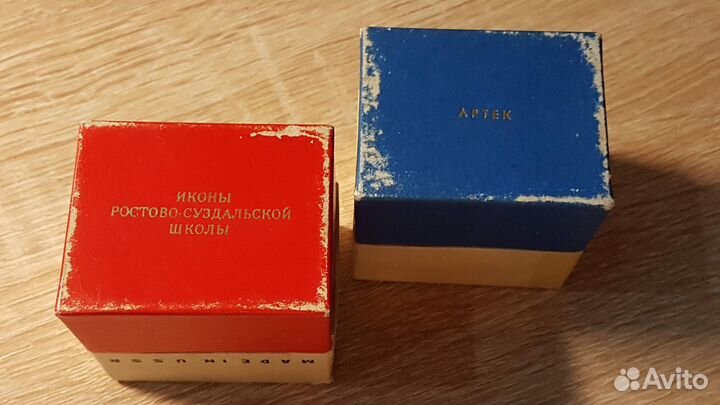 ИКОНЫ
РОСТОВО-СУЗДАЛЬСКОЙ
ШКОЛЫ
АРТЕК
MADE IN USSR
Avito